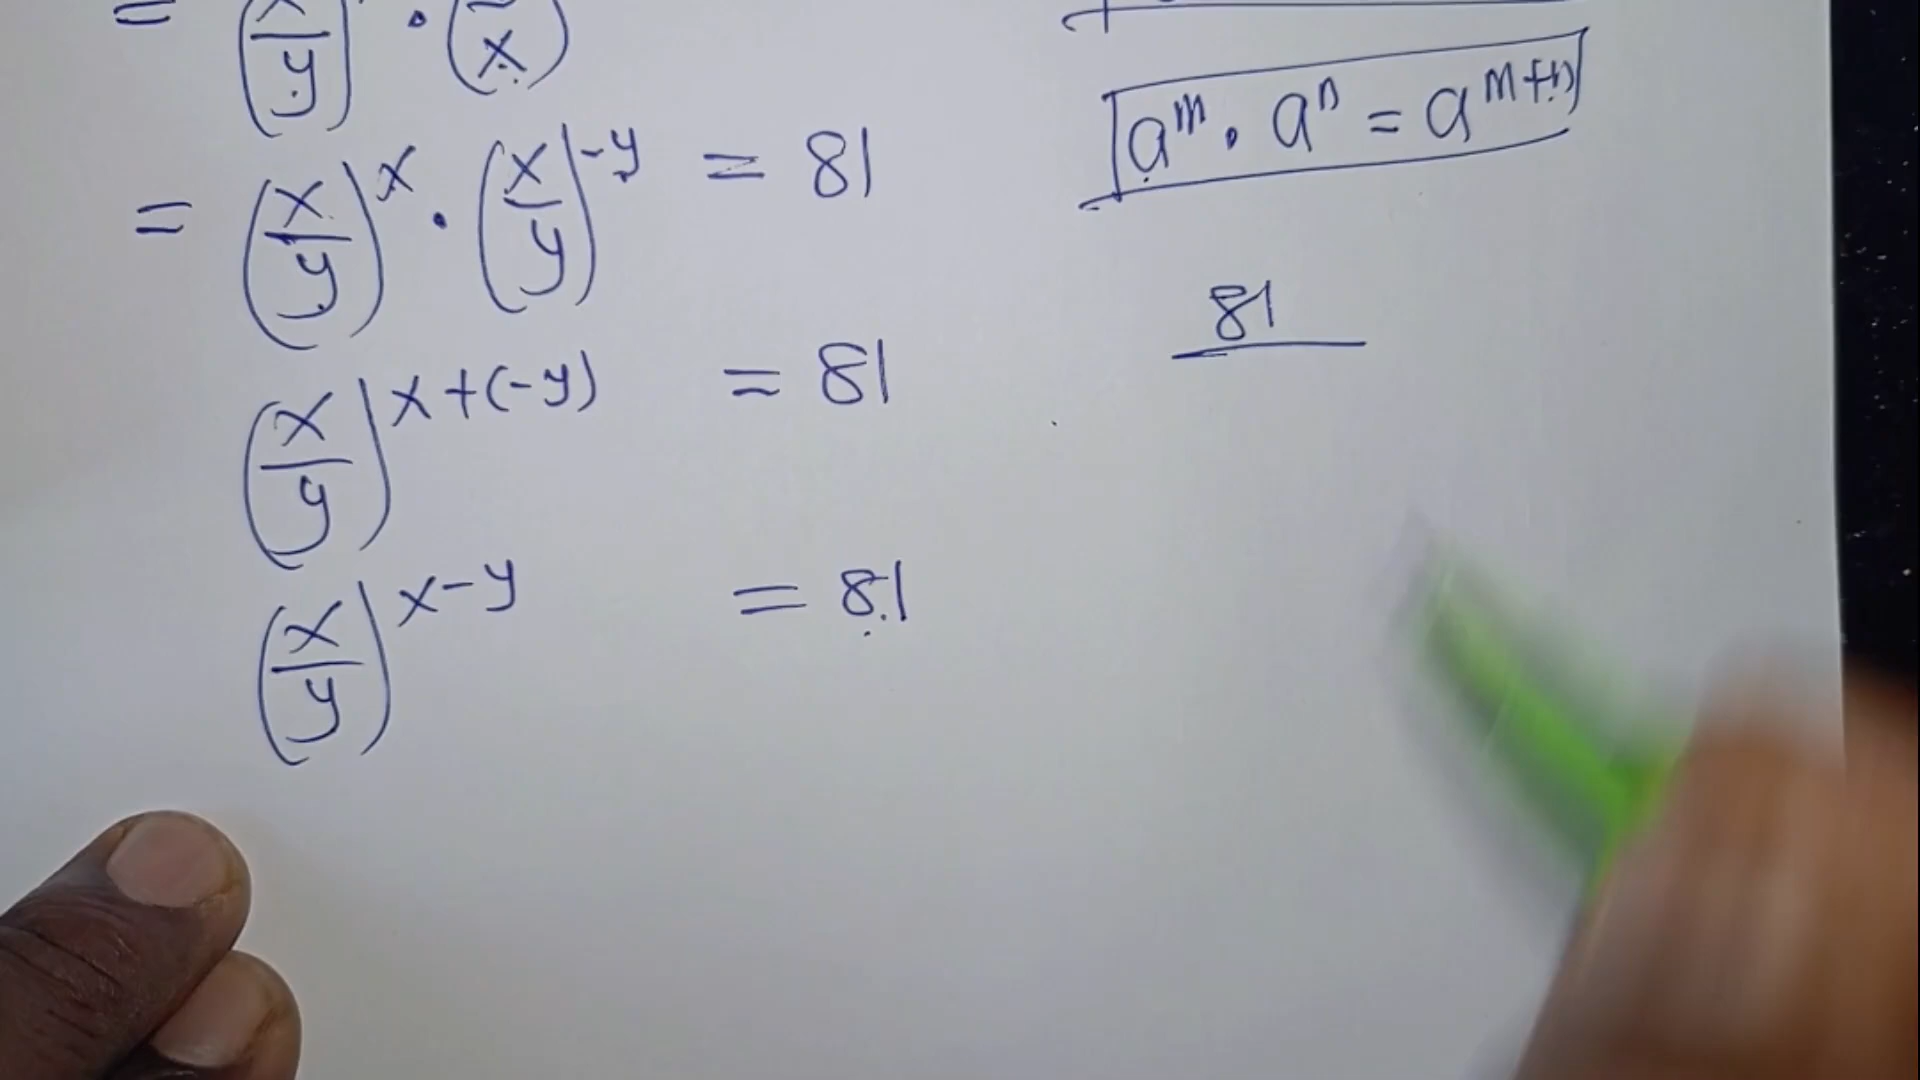 = (x/y) · (/x)
= (x/y)^x · (x/y)^-y = 81
(x/y)^x+(-y) = 81
(x/y)^x-y = 81
a^m · a^n = a^m+n
81